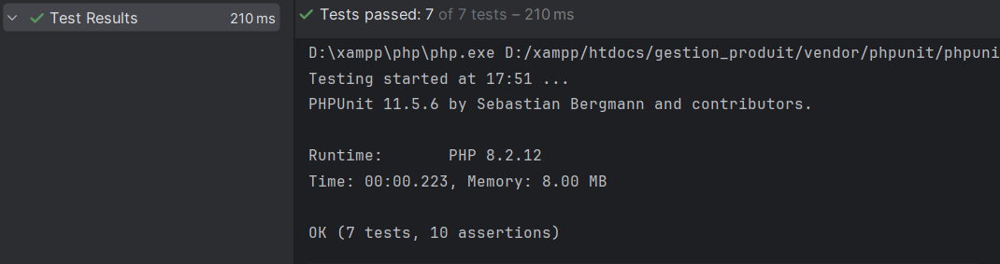 Test Results 210 ms
Tests passed: 7 of 7 tests – 210 ms
D:\xampp\php\php.exe D:/xampp/htdocs/gestion_produit/vendor/phpunit/phpuni
Testing started at 17:51 ...
PHPUnit 11.5.6 by Sebastian Bergmann and contributors.
Runtime:       PHP 8.2.12
Time: 00:00.223, Memory: 8.00 MB
OK (7 tests, 10 assertions)